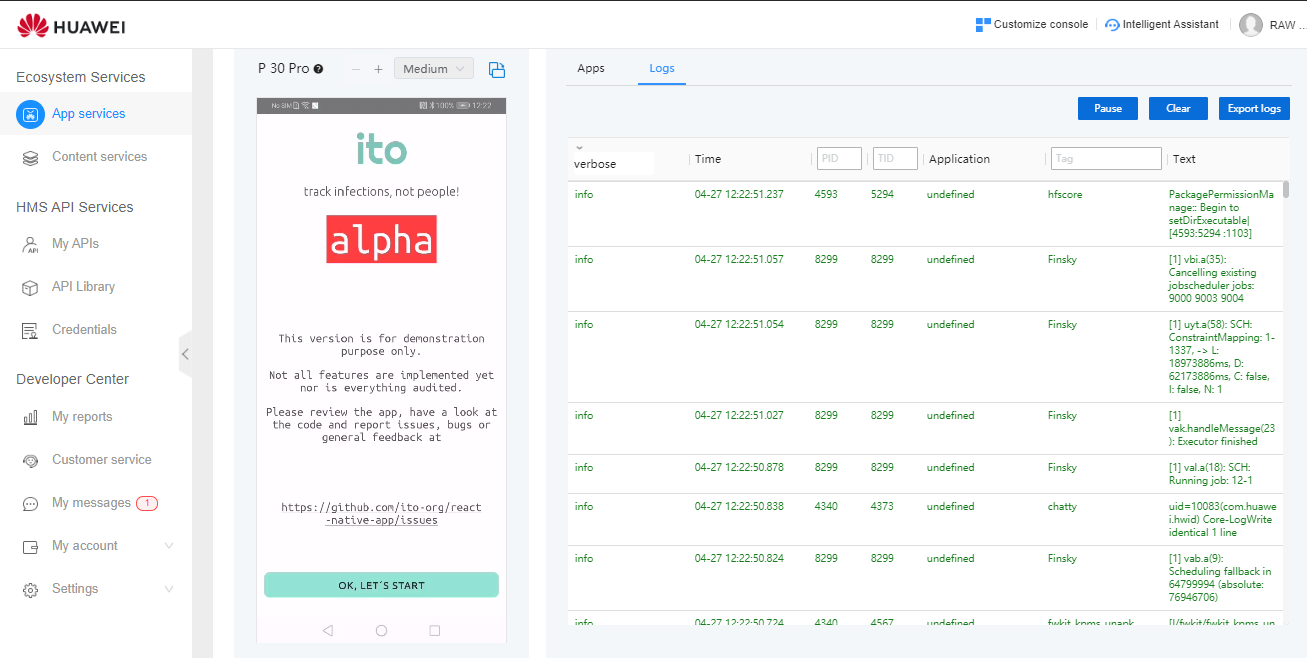 HUAWEI
Customize console
Intelligent Assistant
RAW ...
Ecosystem Services
App services
Content services
HMS API Services
My APIs
API Library
Credentials
Developer Center
My reports
Customer service
My messages 1
My account
Settings
P 30 Pro
Medium
No SIM
100% 12:22
ito
track infections, not people!
alpha
This version is for demonstration
purpose only.
Not all features are implemented yet
nor is everything audited.
Please review the app, have a look at
the code and report issues, bugs or
general feedback at
https://github.com/ito-org/react
-native-app/issues
OK, LET´S START
Apps Logs
Pause Clear Export logs
verbose Time PID TID Application Tag Text
info 04-27 12:22:51.237 4593 5294 undefined hfscore PackagePermissionMa
nage:: Begin to
setDirExecutable|
[4593:5294 :1103]
info 04-27 12:22:51.057 8299 8299 undefined Finsky [1] vbi.a(35):
Cancelling existing
jobscheduler jobs:
9000 9003 9004
info 04-27 12:22:51.054 8299 8299 undefined Finsky [1] uyt.a(58): SCH:
ConstraintMapping: 1-
1337, -> L:
18973886ms, D:
62173886ms, C: false,
I: false, N: 1
info 04-27 12:22:51.027 8299 8299 undefined Finsky [1]
vak.handleMessage(23
): Executor finished
info 04-27 12:22:50.878 8299 8299 undefined Finsky [1] val.a(18): SCH:
Running job: 12-1
info 04-27 12:22:50.838 4340 4373 undefined chatty uid=10083(com.huawe
i.hwid) Core-LogWrite
identical 1 line
info 04-27 12:22:50.824 8299 8299 undefined Finsky [1] vab.a(9):
Scheduling fallback in
64799994 (absolute:
76946706)
info 04-27 12:22:50.724 4340 4567 undefined fwkit_kpms_unapk [I/fwkit/fwkit_kpms_un